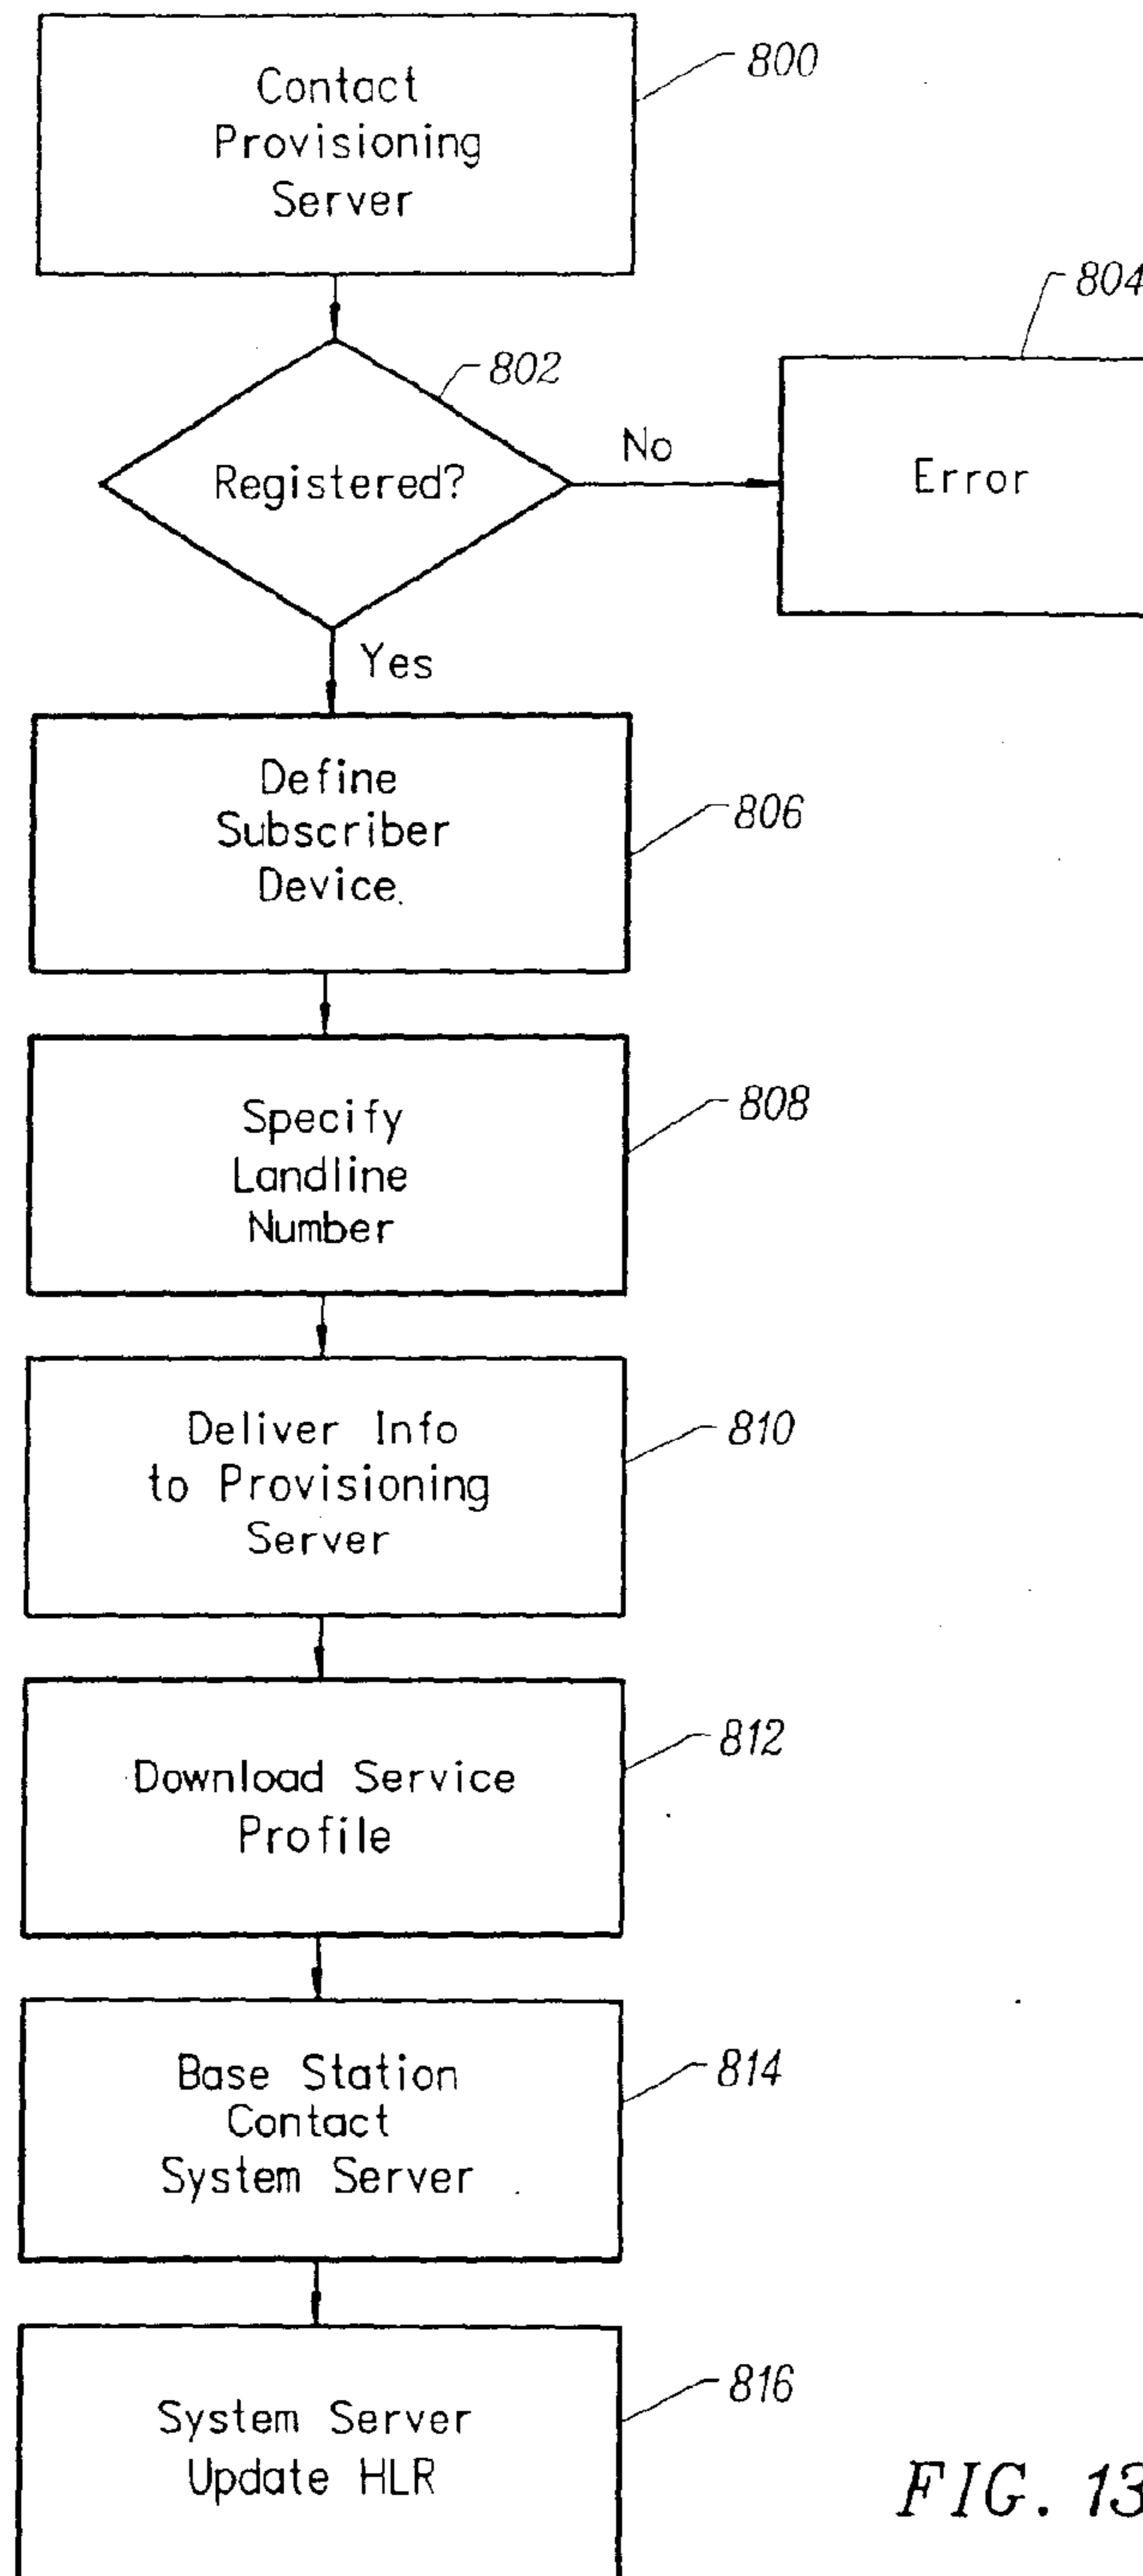 Contact
Provisioning
Server
800
Registered?
802
No
Error
804
Yes
Define
Subscriber
Device
806
Specify
Landline
Number
808
Deliver Info
to Provisioning
Server
810
Download Service
Profile
812
Base Station
Contact
System Server
814
System Server
Update HLR
816
FIG. 13